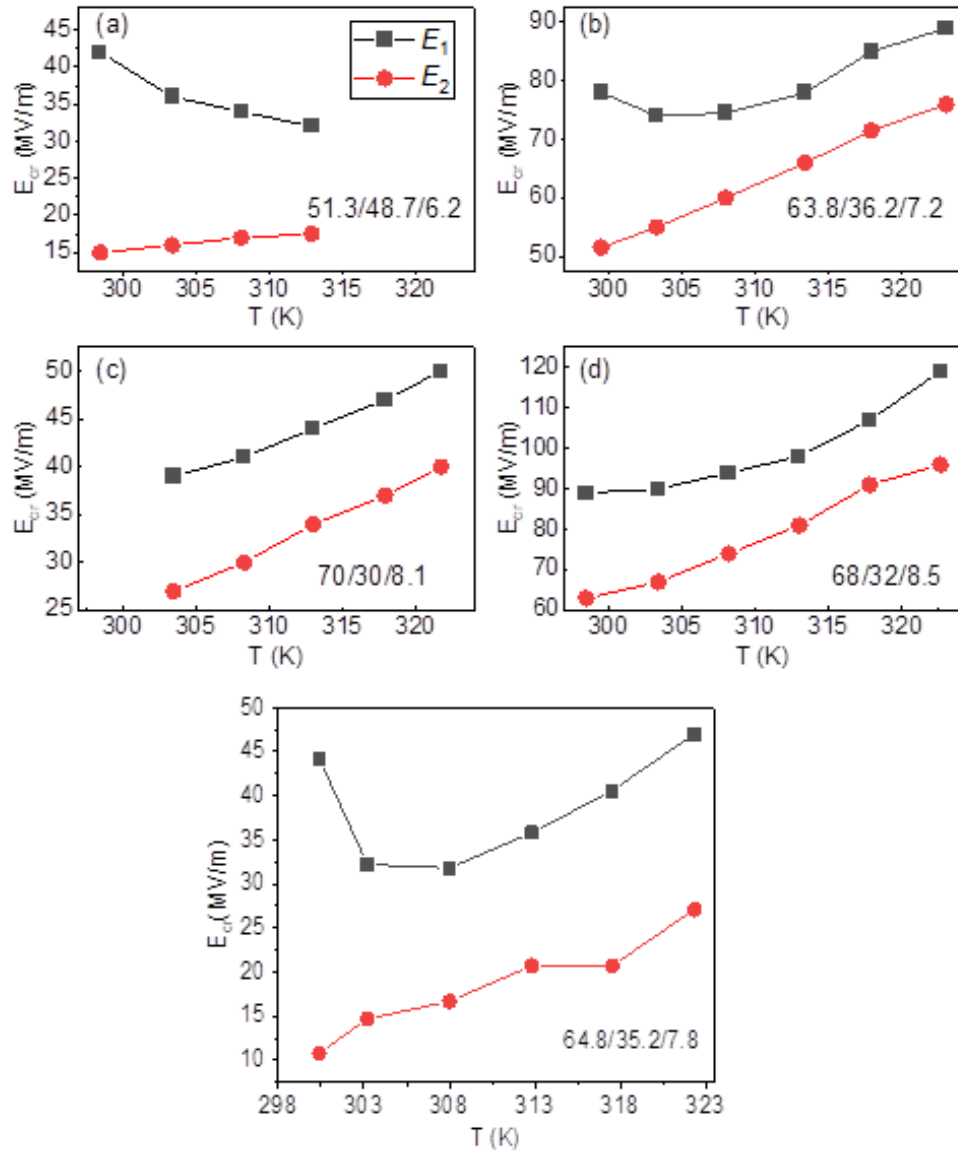 (a)
E1
E2
45
40
35
30
25
20
15
Ecr (MV/m)
51.3/48.7/6.2
300 305 310 315 320
T (K)
(b)
90
80
70
60
50
Ecr (MV/m)
63.8/36.2/7.2
300 305 310 315 320
T (K)
(c)
50
45
40
35
30
25
Ecr (MV/m)
70/30/8.1
300 305 310 315 320
T (K)
(d)
120
110
100
90
80
70
60
Ecr (MV/m)
68/32/8.5
300 305 310 315 320
T (K)
50
45
40
35
30
25
20
15
10
Ecr( MV/m)
64.8/35.2/7.8
298 303 308 313 318 323
T (K)